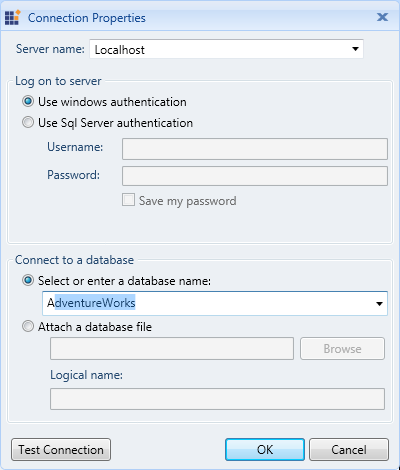 Connection Properties
Server name: Localhost
Log on to server
Use windows authentication
Use Sql Server authentication
Username:
Password:
Save my password
Connect to a database
Select or enter a database name:
AdventureWorks
Attach a database file
Browse
Logical name:
Test Connection OK Cancel